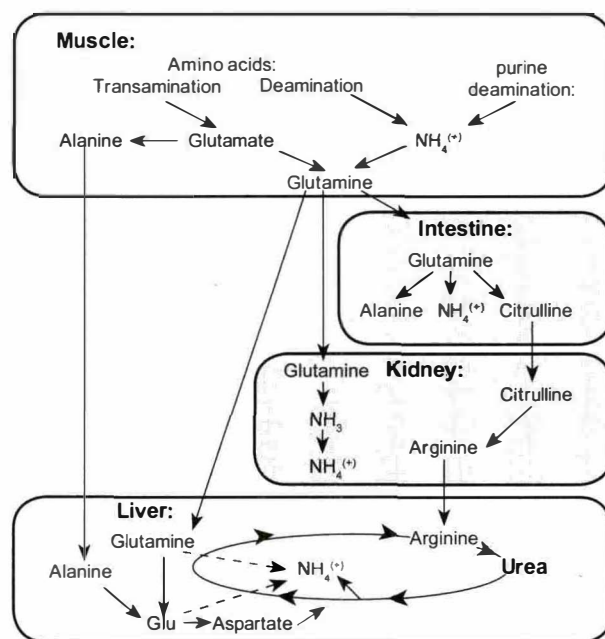 Muscle:
Amino acids:
Transamination Deamination purine
deamination:
Alanine Glutamate NH4(+)
Glutamine
Intestine:
Glutamine
Alanine NH4(+) Citrulline
Kidney:
Glutamine
Citrulline
NH3
Arginine
NH4(+)
Liver:
Glutamine Arginine
Alanine NH4(+) Urea
Glu Aspartate